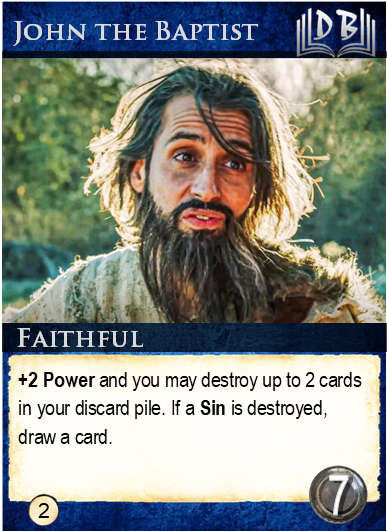 John the Baptist
DB
Faithful
+2 Power and you may destroy up to 2 cards
in your discard pile. If a Sin is destroyed,
draw a card.
2
7